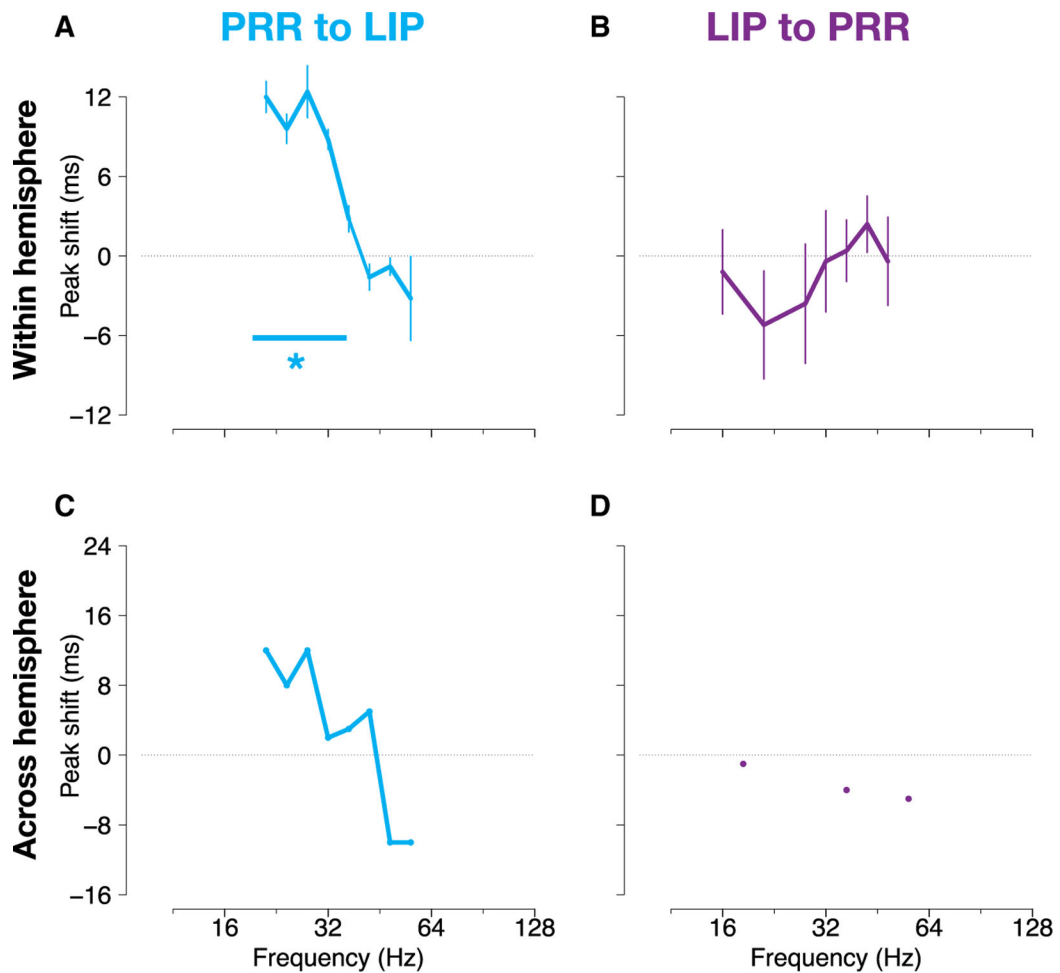 A
PRR to LIP
B
LIP to PRR
Within hemisphere
Peak shift (ms)
12
6
0
−6
−12
*
C
D
Across hemisphere
Peak shift (ms)
24
16
8
0
−8
−16
16
32
64
128
16
32
64
128
Frequency (Hz)
Frequency (Hz)